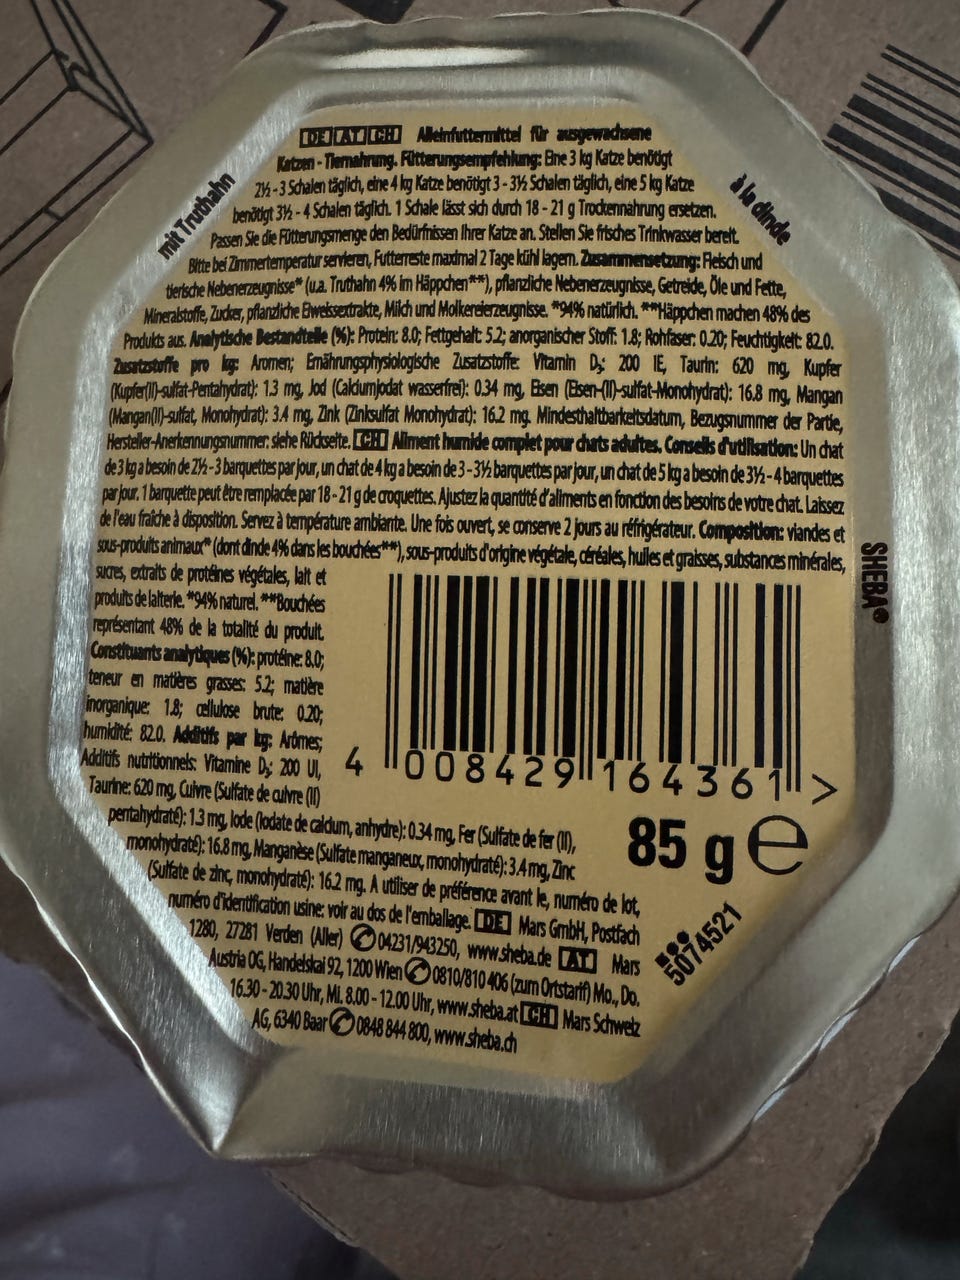 mit Truthahn
à la dinde
DE AT CH Alleinfuttermittel für ausgewachsene
Katzen - Tiernahrung. Fütterungsempfehlung: Eine 3 kg Katze benötigt
2½ - 3 Schalen täglich, eine 4 kg Katze benötigt 3 - 3½ Schalen täglich, eine 5 kg Katze
benötigt 3½ - 4 Schalen täglich. 1 Schale lässt sich durch 18 - 21 g Trockennahrung ersetzen.
Passen Sie die Fütterungsmenge den Bedürfnissen Ihrer Katze an. Stellen Sie frisches Trinkwasser bereit.
Bitte bei Zimmertemperatur servieren, Futterreste maximal 2 Tage kühl lagern. Zusammensetzung: Fleisch und
tierische Nebenerzeugnisse* (u.a. Truthahn 4% im Häppchen**), pflanzliche Nebenerzeugnisse, Getreide, Öle und Fette,
Mineralstoffe, Zucker, pflanzliche Eiweissextrakte, Milch und Molkereierzeugnisse. *94% natürlich. **Häppchen machen 48% des
Produkts aus. Analytische Bestandteile (%): Protein: 8.0; Fettgehalt: 5.2; anorganischer Stoff: 1.8; Rohfaser: 0.20; Feuchtigkeit: 82.0.
Zusatzstoffe pro kg: Aromen; Ernährungsphysiologische Zusatzstoffe: Vitamin D₃: 200 IE, Taurin: 620 mg, Kupfer
(Kupfer(II)-sulfat-Pentahydrat): 1.3 mg, Jod (Calciumjodat wasserfrei): 0.34 mg, Eisen (Eisen-(II)-sulfat-Monohydrat): 16.8 mg, Mangan
(Mangan(II)-sulfat, Monohydrat): 3.4 mg, Zink (Zinksulfat Monohydrat): 16.2 mg. Mindesthaltbarkeitsdatum, Bezugsnummer der Partie,
Hersteller-Anerkennungsnummer: siehe Rückseite. CH Aliment humide complet pour chats adultes. Conseils d'utilisation: Un chat
de 3 kg a besoin de 2½ - 3 barquettes par jour, un chat de 4 kg a besoin de 3 - 3½ barquettes par jour, un chat de 5 kg a besoin de 3½ - 4 barquettes
par jour. 1 barquette peut être remplacée par 18 - 21 g de croquettes. Ajustez la quantité d'aliments en fonction des besoins de votre chat. Laissez
de l'eau fraîche à disposition. Servez à température ambiante. Une fois ouvert, se conserve 2 jours au réfrigérateur. Composition: viandes et
sous-produits animaux* (dont dinde 4% dans les bouchées**), sous-produits d'origine végétale, céréales, huiles et graisses, substances minérales,
sucres, extraits de protéines végétales, lait et
produits de laiterie. *94% naturel. **Bouchées
représentant 48% de la totalité du produit.
Constituants analytiques (%): protéine: 8.0;
teneur en matières grasses: 5.2; matière
inorganique: 1.8; cellulose brute: 0.20;
humidité: 82.0. Additifs par kg: Arômes;
Additifs nutritionnels: Vitamine D₃: 200 UI,
Taurine: 620 mg, Cuivre (Sulfate de cuivre (II)
pentahydraté): 1.3 mg, Iode (Iodate de calcium, anhydre): 0.34 mg, Fer (Sulfate de fer (II),
monohydraté): 16.8 mg, Manganèse (Sulfate manganeux, monohydraté): 3.4 mg, Zinc
(Sulfate de zinc, monohydraté): 16.2 mg. A utiliser de préférence avant le, numéro de lot,
numéro d'identification usine: voir au dos de l'emballage. DE Mars GmbH, Postfach
1280, 27281 Verden (Aller) 04231/943250, www.sheba.de AT Mars
Austria OG, Handelskai 92, 1200 Wien 0810/810 406 (zum Ortstarif) Mo., Do.
16.30 - 20.30 Uhr, Mi. 8.00 - 12.00 Uhr, www.sheba.at CH Mars Schweiz
AG, 6340 Baar 0848 844 800, www.sheba.ch
SHEBA®
4 008429 164361 >
85 g e
5074521